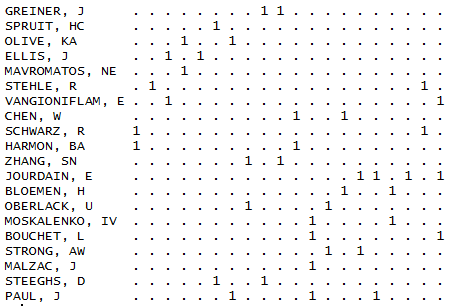 GREINER, J . . . . . . . . 1 1 . . . . . . . . . .
SPRUIT, HC . . . . . 1 . . . . . . . . . . . . . .
OLIVE, KA . . . 1 . . 1 . . . . . . . . . . . . .
ELLIS, J . . 1 . 1 . . . . . . . . . . . . . . .
MAVROMATOS, NE . . . 1 . . . . . . . . . . . . . . . .
STEHLE, R . 1 . . . . . . . . . . . . . . . . 1 .
VANGIONIFLAM, E . . 1 . . . . . . . . . . . . . . . . 1
CHEN, W . . . . . . . . . . 1 . . 1 . . . . . .
SCHWARZ, R 1 . . . . . . . . . . . . . . . . . 1 .
HARMON, BA 1 . . . . . . . . . 1 . . . . . . . . .
ZHANG, SN . . . . . . . 1 . 1 . . . . . . . . . .
JOURDAIN, E . . . . . . . . . . . . . . 1 1 . 1 . 1
BLOEMEN, H . . . . . . . . . . . . . 1 . . 1 . . .
OBERLACK, U . . . . . . . 1 . . . . 1 . . . . . . .
MOSKALENKO, IV . . . . . . . . . . . 1 . . . . 1 . . .
BOUCHET, L . . . . . . . . . . . 1 . . . . . . . 1
STRONG, AW . . . . . . . . . . . . 1 . 1 . . . . .
MALZAC, J . . . . . . . . . . . 1 . . . . . . . .
STEEGHS, D . . . . . 1 . . 1 . . . . . . . . . . .
PAUL, J . . . . . . 1 . . . . 1 . . . 1 . . . .